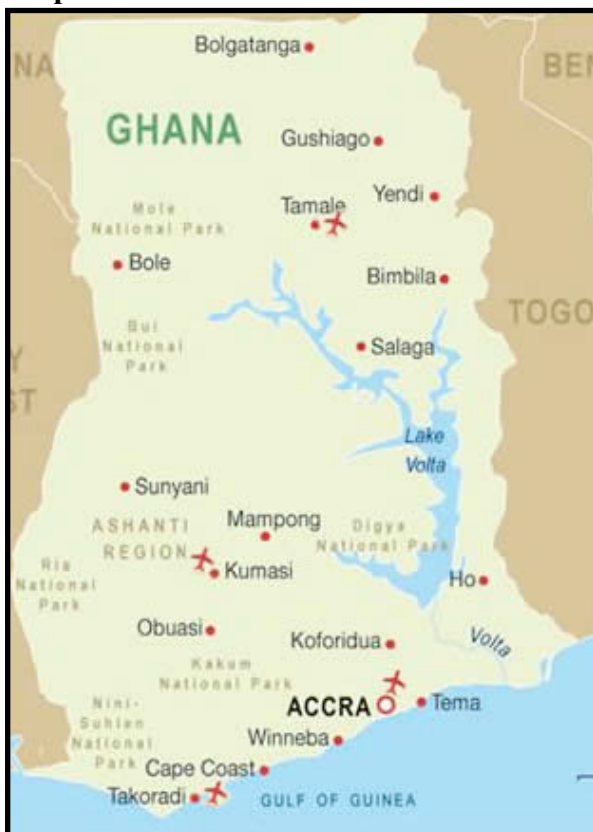 Bolgatanga
NA
BEN
GHANA
Gushiago
Yendi
Tamale
Mole
National Park
Bole
Bimbila
TOGO
Bui
National
Park
Salaga
Y
ST
Lake
Volta
Sunyani
Mampong
ASHANTI
REGION
Digya
National Park
Ria
National
Park
Kumasi
Ho
Obuasi
Koforidua
Volta
Kakum
National Park
ACCRA
Tema
Nini-
Suhien
National
Park
Winneba
Cape Coast
Takoradi
GULF OF GUINEA